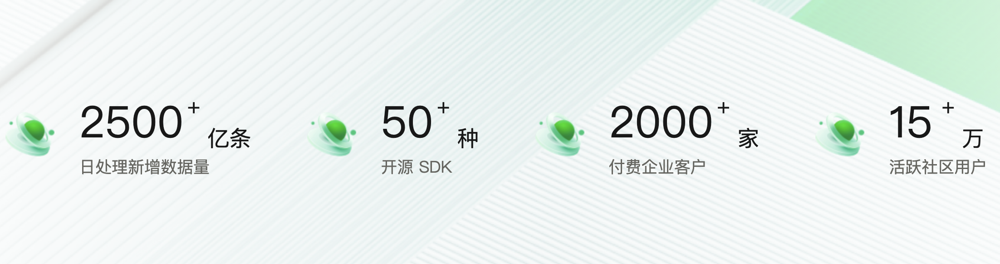 2500+ 亿条
日处理新增数据量
50+ 种
开源 SDK
2000+ 家
付费企业客户
15+ 万
活跃社区用户